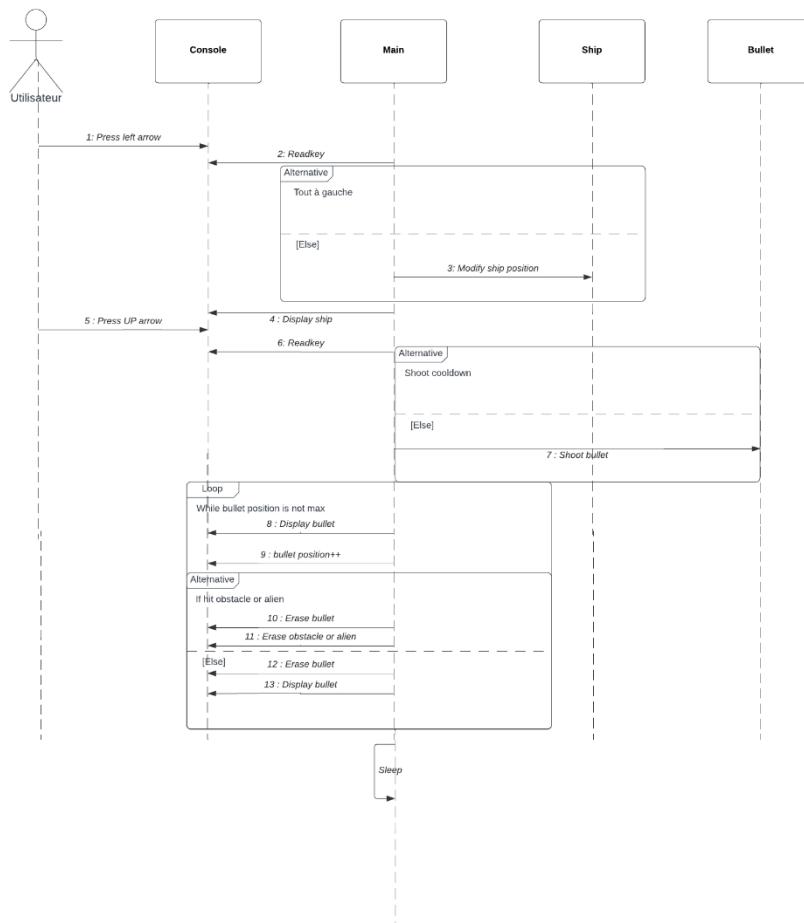 Console
Main
Ship
Bullet
Utilisateur
1: Press left arrow
2: Readkey
Alternative
Tout à gauche
[Else]
3: Modify ship position
4 : Display ship
5 : Press UP arrow
6: Readkey
Alternative
Shoot cooldown
[Else]
7 : Shoot bullet
Loop
While bullet position is not max
8 : Display bullet
9 : bullet position++
Alternative
If hit obstacle or alien
10 : Erase bullet
11 : Erase obstacle or alien
[Else]
12 : Erase bullet
13 : Display bullet
Sleep